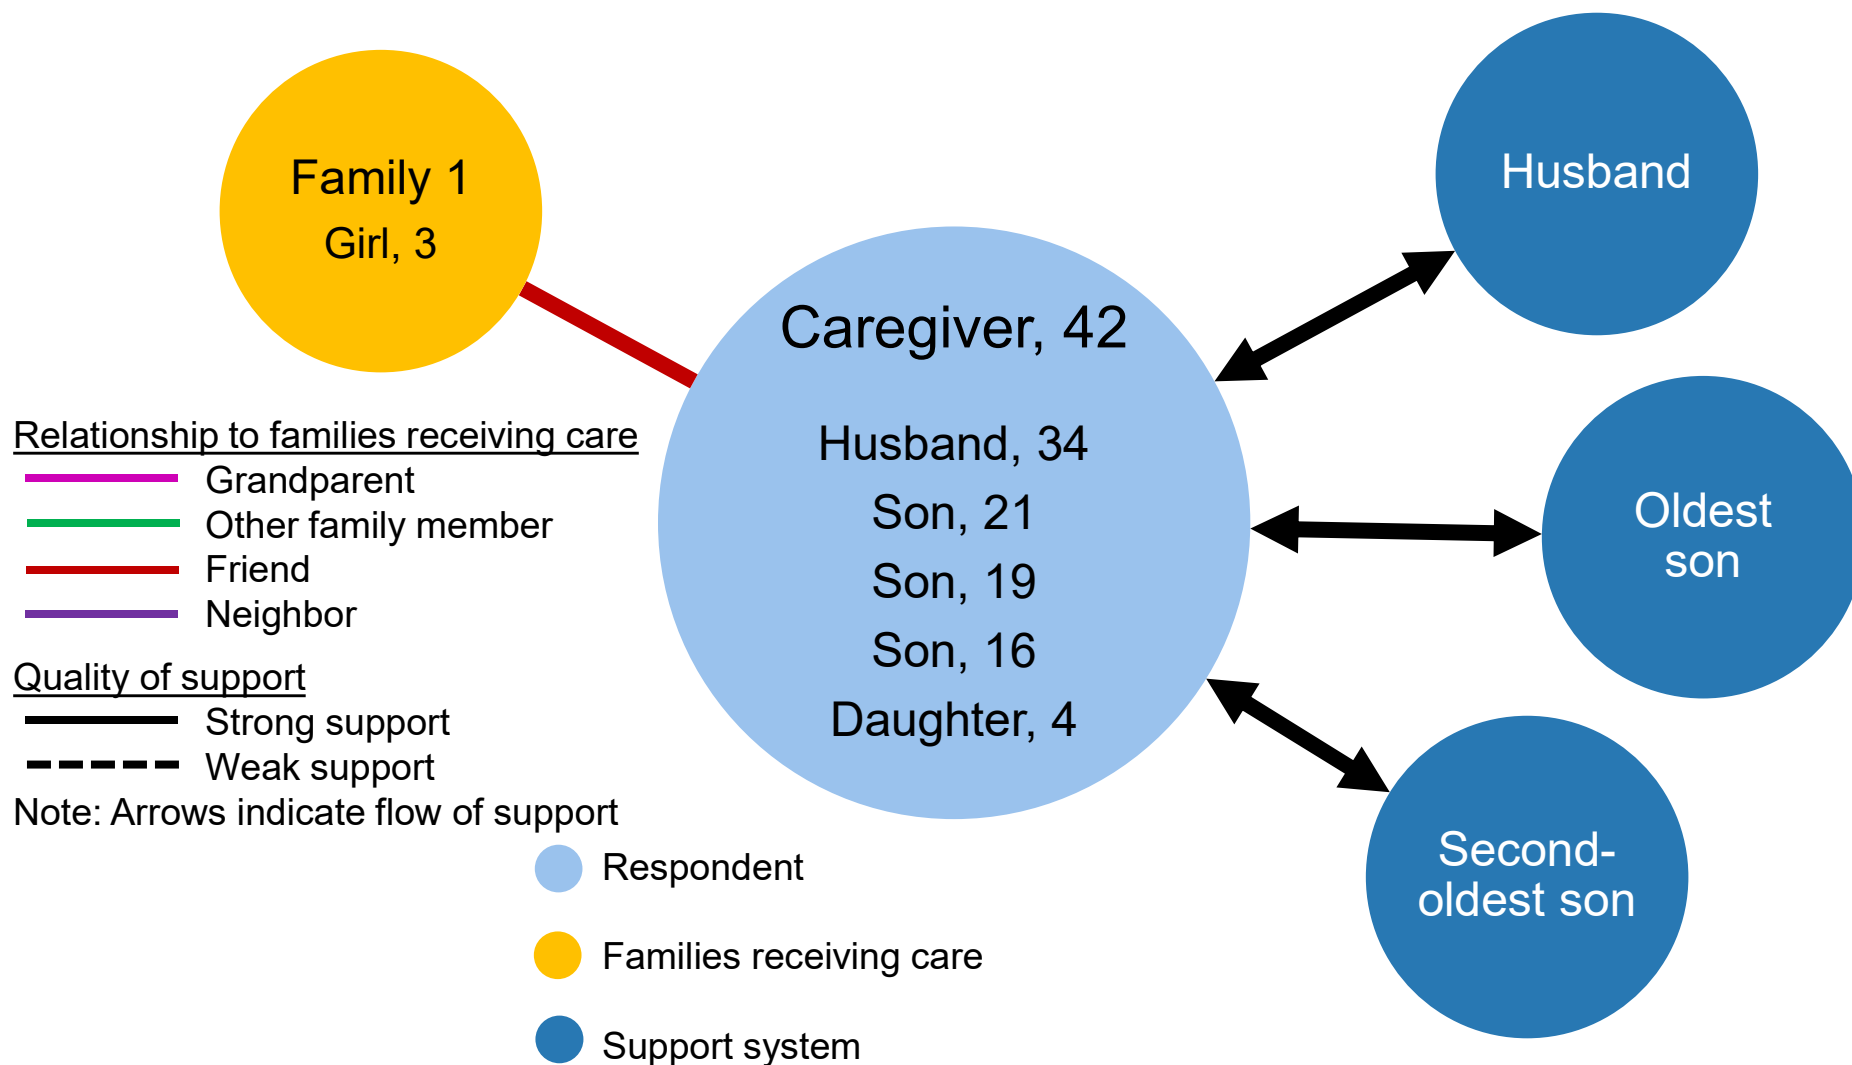 Family 1
Girl, 3
Husband
Caregiver, 42
Husband, 34
Son, 21
Son, 19
Son, 16
Daughter, 4
Oldest
son
Second-
oldest son
Relationship to families receiving care
Grandparent
Other family member
Friend
Neighbor
Quality of support
Strong support
Weak support
Note: Arrows indicate flow of support
Respondent
Families receiving care
Support system